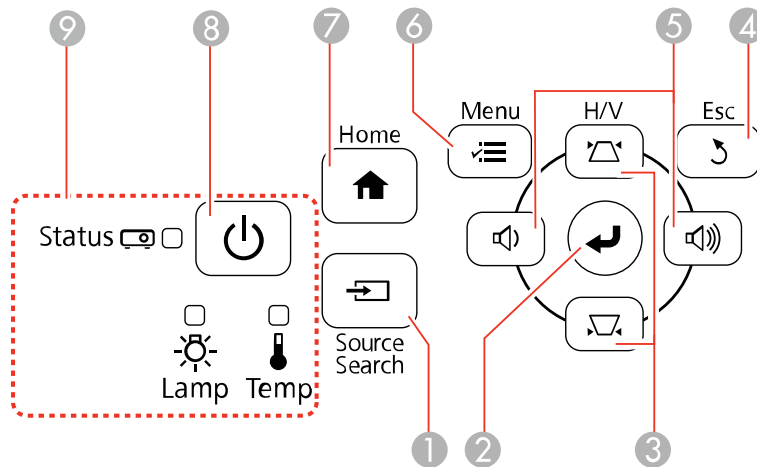 9
8
7
6
5
4
Menu
H/V
Esc
Home
Status
Source
Search
Lamp
Temp
1
2
3